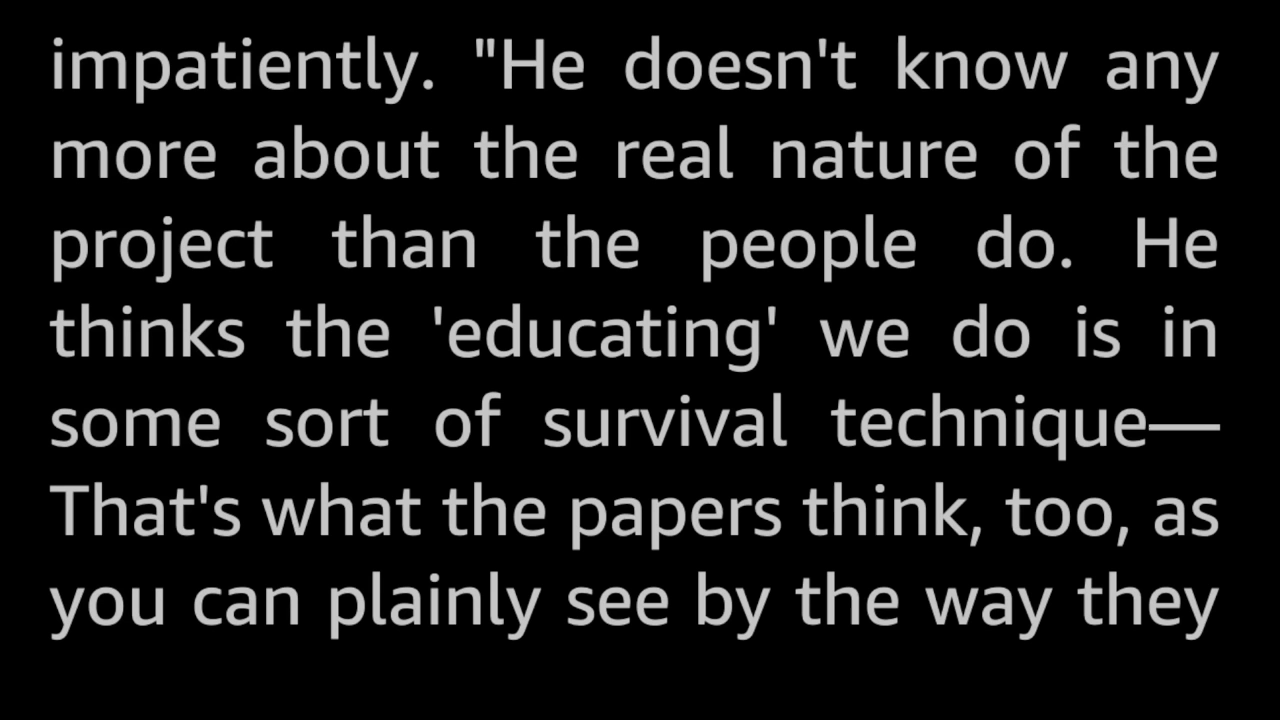 impatiently. "He doesn't know any
more about the real nature of the
project than the people do. He
thinks the 'educating' we do is in
some sort of survival technique—
That's what the papers think, too, as
you can plainly see by the way they